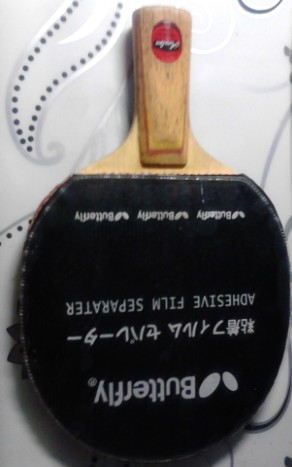 Butterfly®
粘着フィルム セパレーター
ADHESIVE FILM SEPARATER
Butterfly Butterfly Butterfly